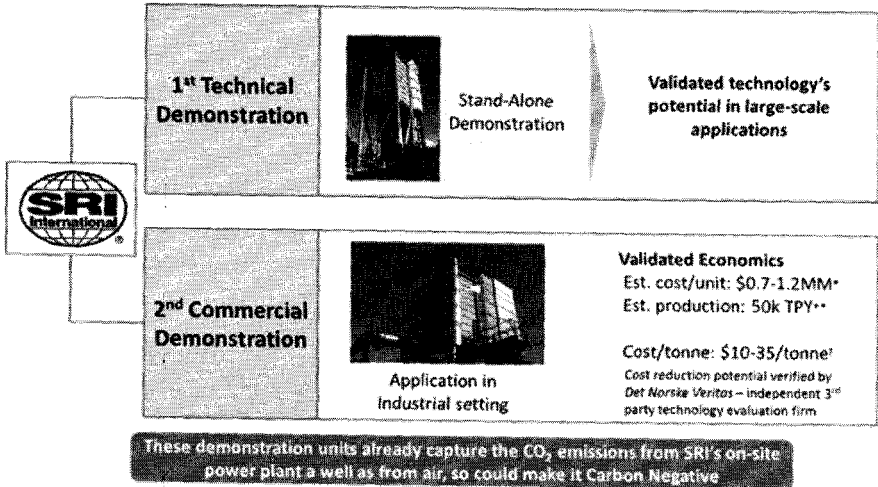 1st Technical
Demonstration
Stand-Alone
Demonstration
Validated technology's
potential in large-scale
applications
SRI
International
®
2nd Commercial
Demonstration
Application in
Industrial setting
Validated Economics
Est. cost/unit: $0.7-1.2MM*
Est. production: 50k TPY**
Cost/tonne: $10-35/tonne†
Cost reduction potential verified by
Det Norske Veritas – independent 3rd
party technology evaluation firm
These demonstration units already capture the CO2 emissions from SRI's on-site
power plant a well as from air, so could make it Carbon Negative